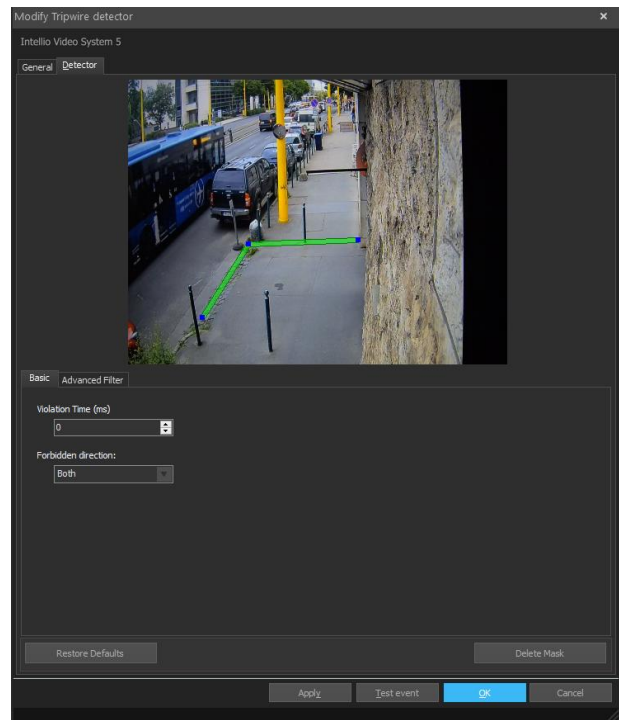 Modify Tripwire detector
Intellio Video System 5
General Detector
Basic Advanced Filter
Violation Time (ms)
0
Forbidden direction:
Both
Restore Defaults Delete Mask
Apply Test event OK Cancel